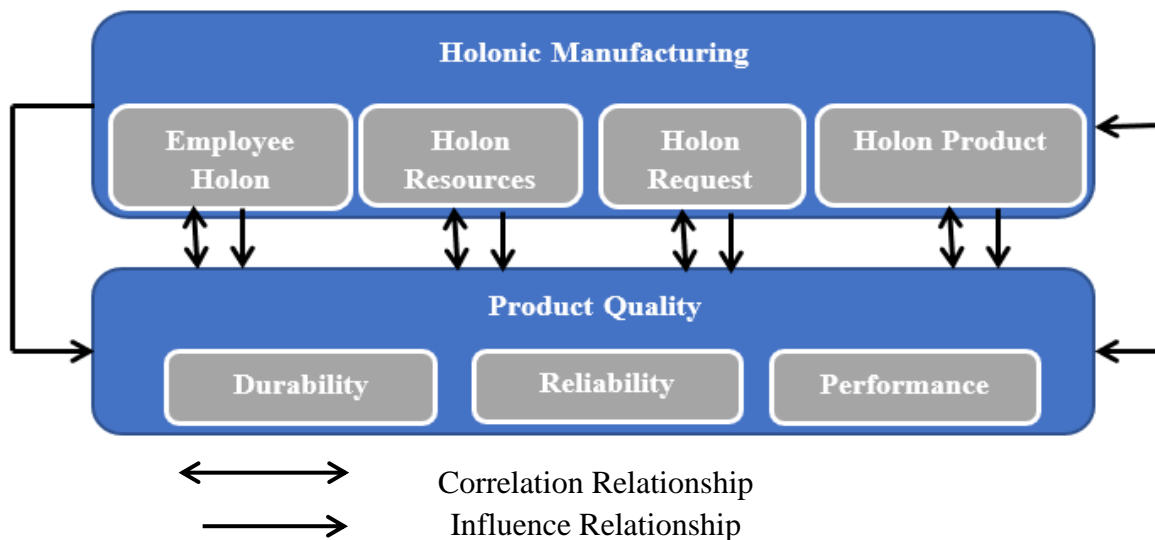 Holonic Manufacturing
Employee
Holon
Holon
Resources
Holon
Request
Holon Product
Product Quality
Durability
Reliability
Performance
Correlation Relationship
Influence Relationship